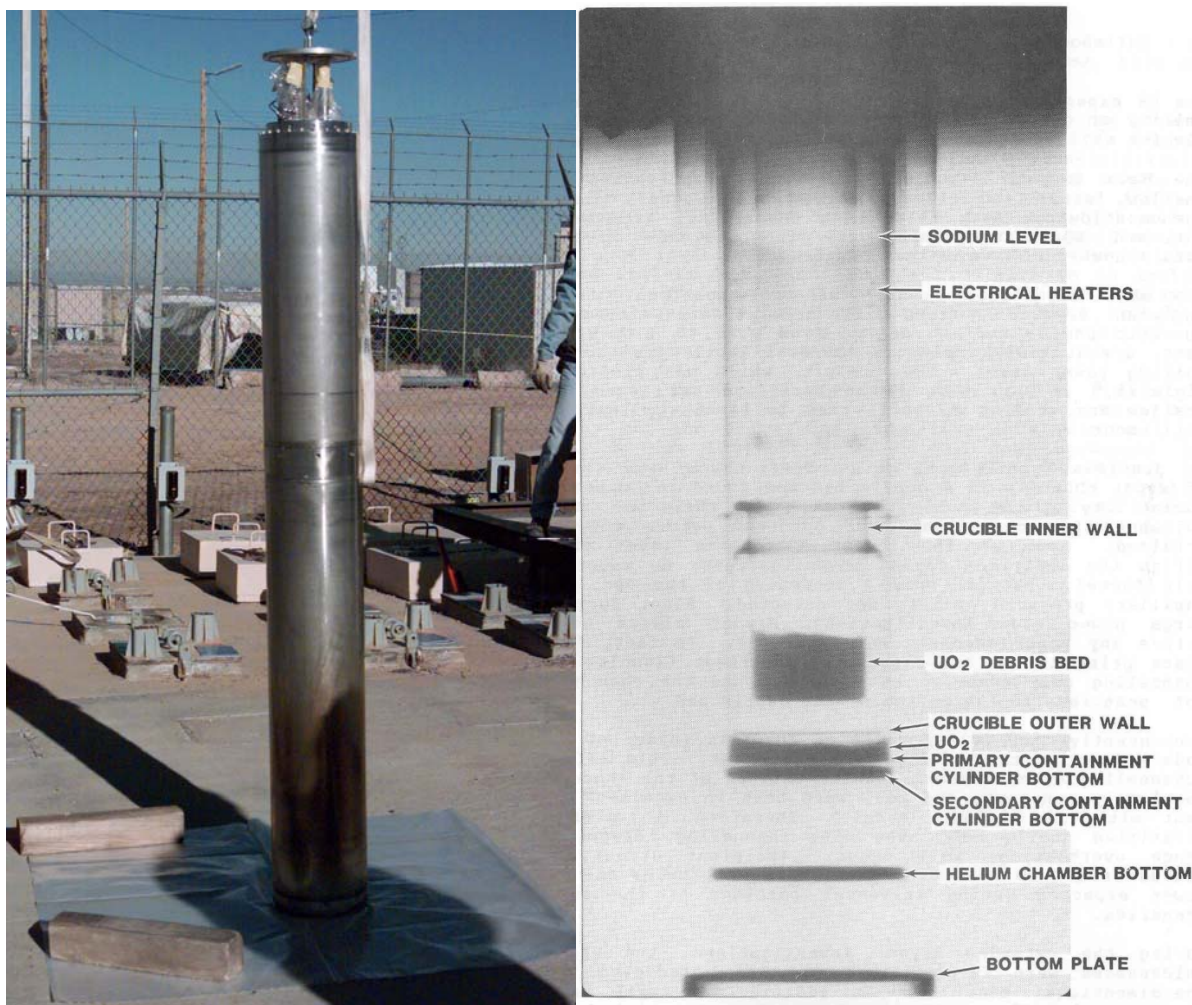 SODIUM LEVEL
ELECTRICAL HEATERS
CRUCIBLE INNER WALL
UO₂ DEBRIS BED
CRUCIBLE OUTER WALL
UO₂
PRIMARY CONTAINMENT
CYLINDER BOTTOM
SECONDARY CONTAINMENT
CYLINDER BOTTOM
HELIUM CHAMBER BOTTOM
BOTTOM PLATE